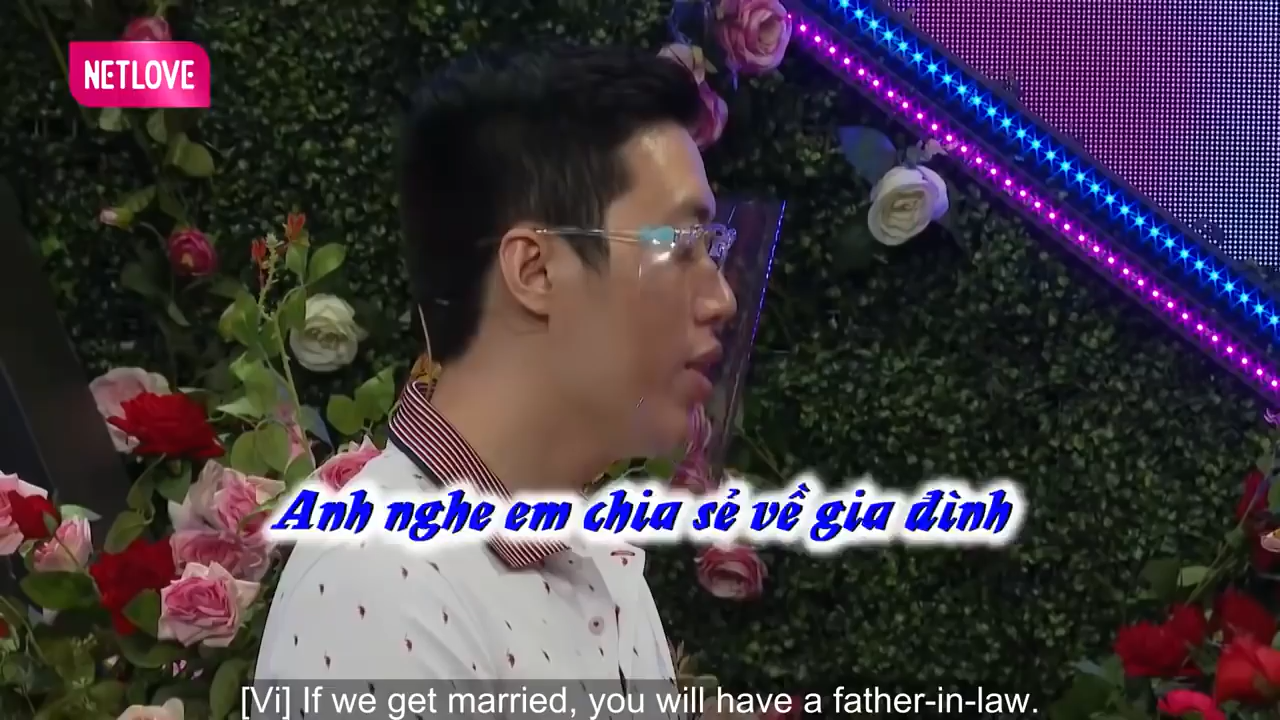 NETLOVE
Anh nghe em chia sẻ về gia đình
[Vi] If we get married, you will have a father-in-law.